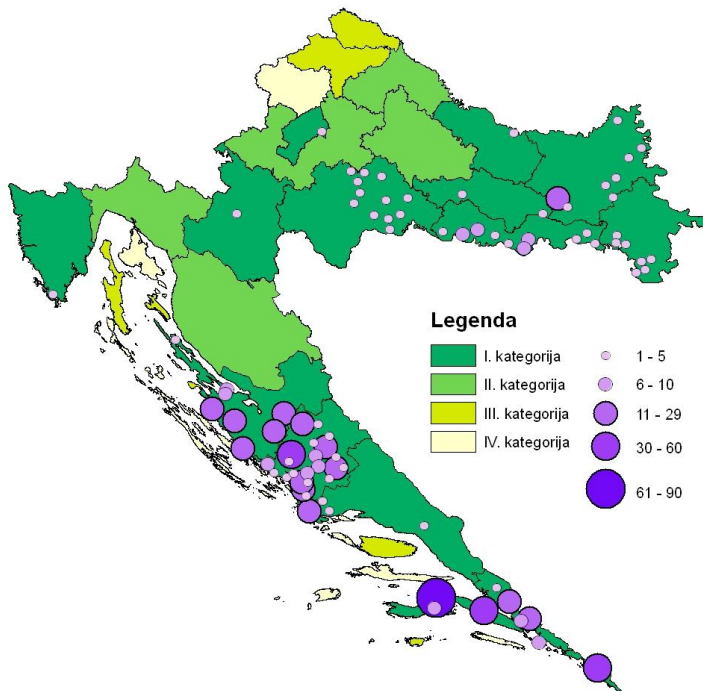 Legenda
I. kategorija
II. kategorija
III. kategorija
IV. kategorija
1 - 5
6 - 10
11 - 29
30 - 60
61 - 90